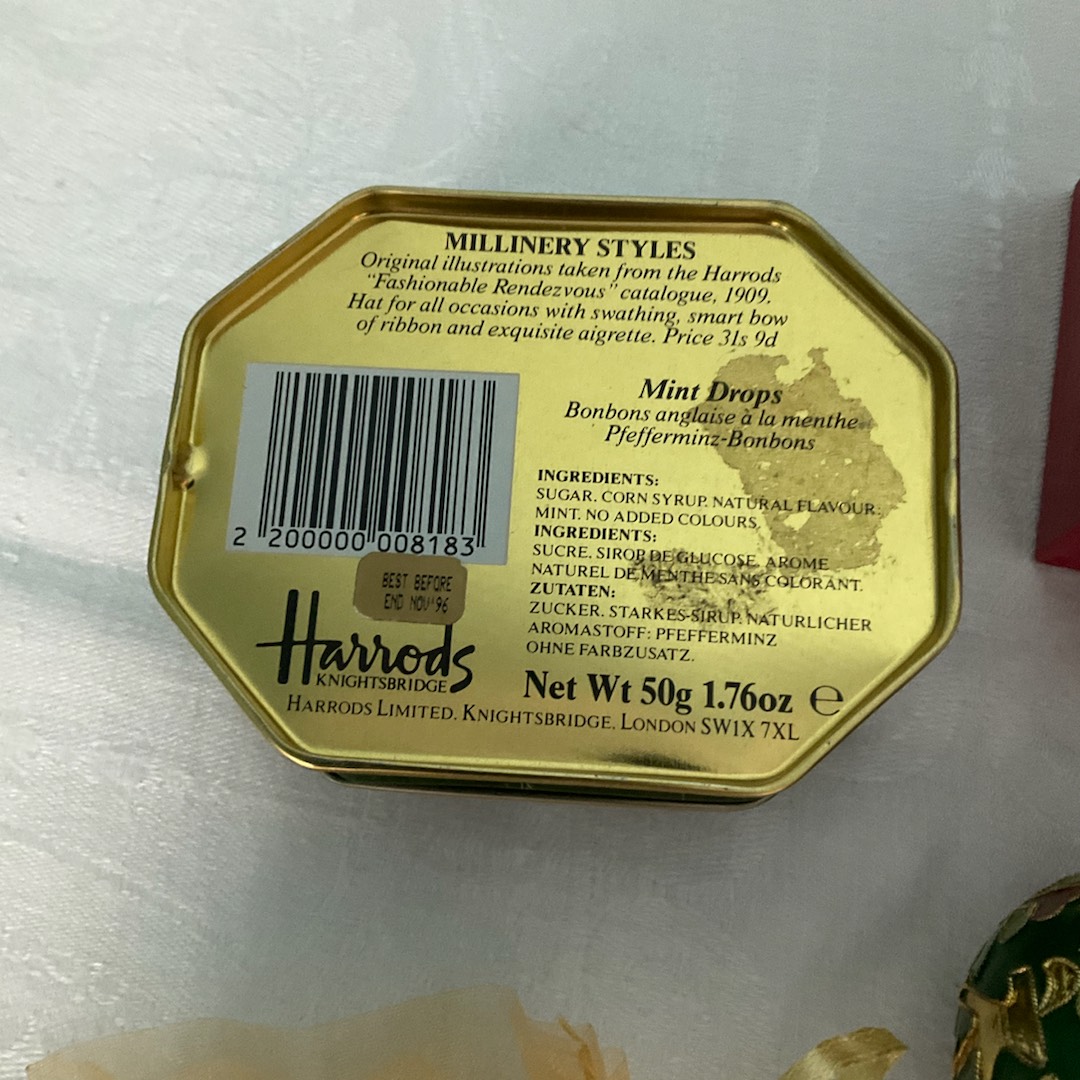 MILLINERY STYLES
Original illustrations taken from the Harrods
"Fashionable Rendezvous" catalogue, 1909.
Hat for all occasions with swathing, smart bow
of ribbon and exquisite aigrette. Price 31s 9d
Mint Drops
Bonbons anglaise à la menthe
Pfefferminz-Bonbons
INGREDIENTS:
SUGAR. CORN SYRUP. NATURAL FLAVOUR:
MINT. NO ADDED COLOURS.
INGREDIENTS:
SUCRE. SIROP DE GLUCOSE. AROME
NATUREL DE MENTHE SANS COLORANT.
ZUTATEN:
ZUCKER. STARKES-SIRUP. NATURLICHER
AROMASTOFF: PFEFFERMINZ
OHNE FARBZUSATZ.
Net Wt 50g 1.76oz ℮
2 200000 008183
BEST BEFORE
END NOV 96
Harrods
KNIGHTSBRIDGE
HARRODS LIMITED. KNIGHTSBRIDGE. LONDON SW1X 7XL